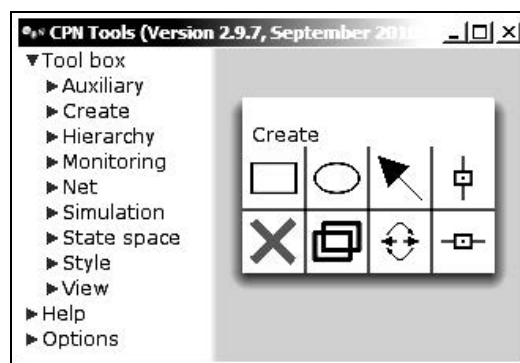 CPN Tools (Version 2.9.7, September 2010
Tool box
Auxiliary
Create
Hierarchy
Monitoring
Net
Simulation
State space
Style
View
Help
Options
Create